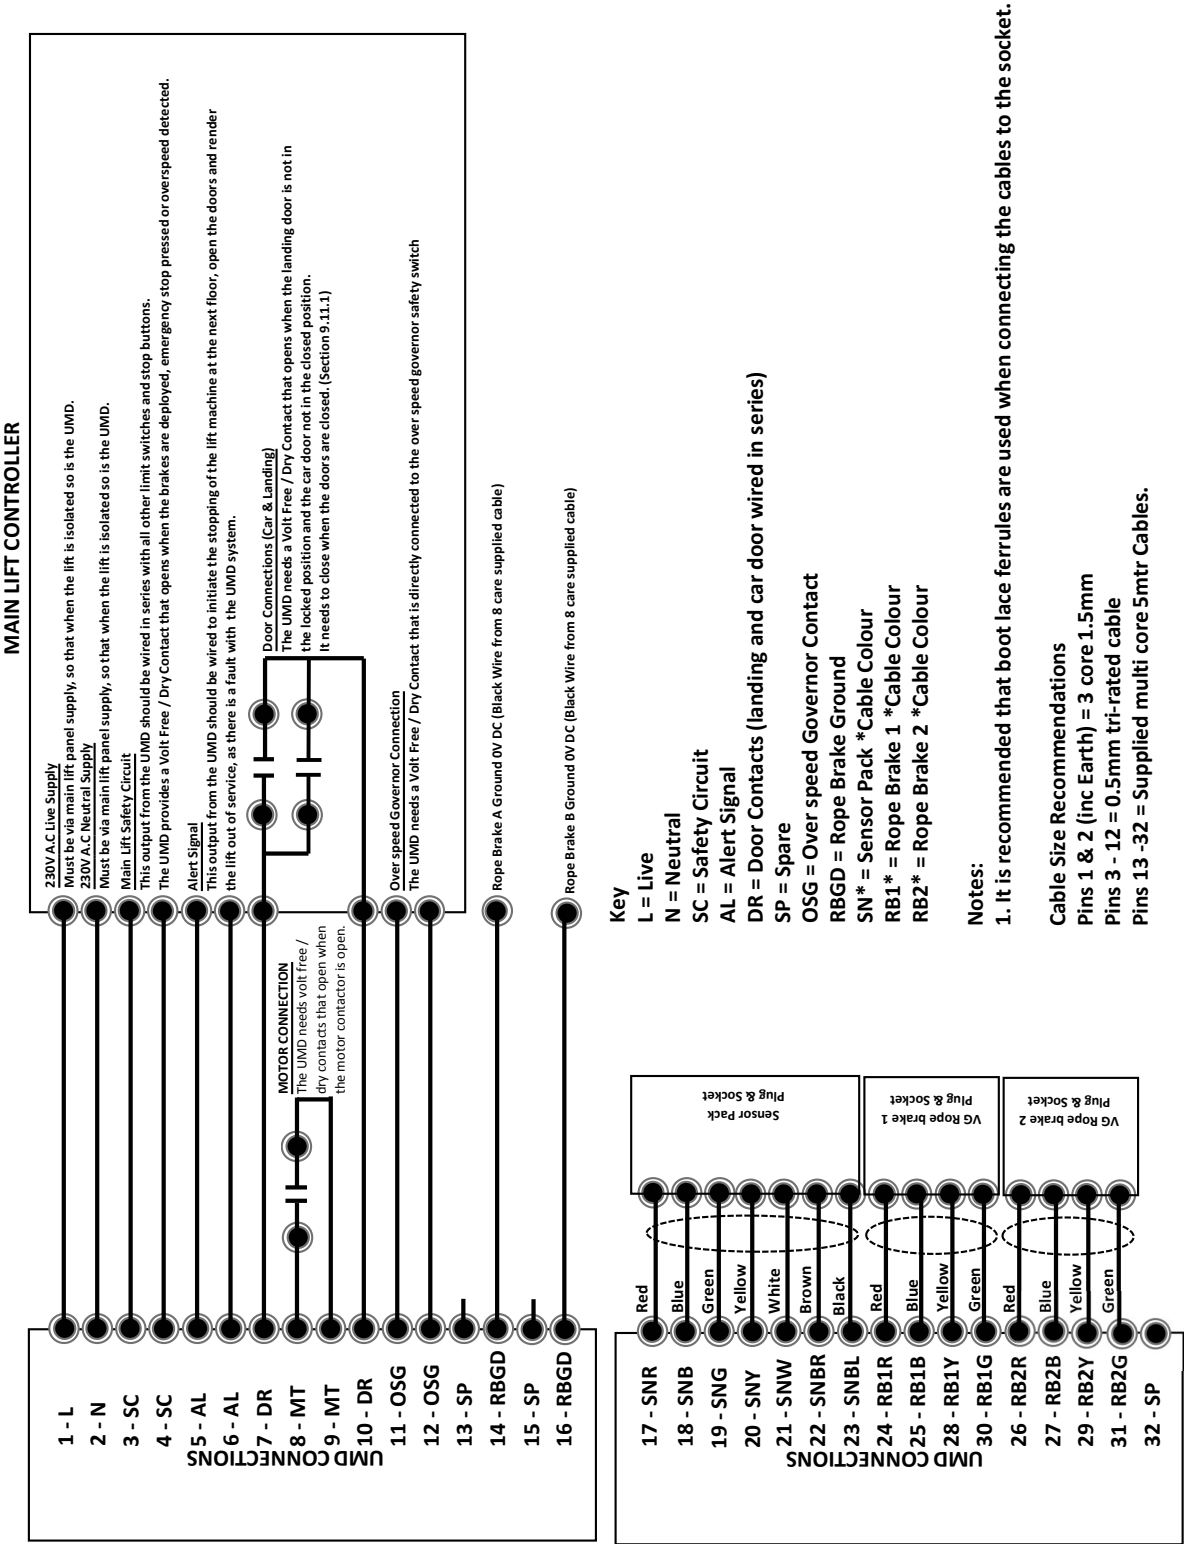 MAIN LIFT CONTROLLER
230V A.C Live Supply
Must be via main lift panel supply, so that when the lift is isolated so is the UMD.
230V A.C Neutral Supply
Must be via main lift panel supply, so that when the lift is isolated so is the UMD.
Main Lift Safety Circuit
This output from the UMD should be wired in series with all other limit switches and stop buttons.
The UMD provides a Volt Free / Dry Contact that opens when the brakes are deployed, emergency stop pressed or overspeed detected.
Alert Signal
This output from the UMD should be wired to initiate the stopping of the lift machine at the next floor, open the doors and render
the lift out of service, as there is a fault with the UMD system.
Door Connections (Car & Landing)
The UMD needs a Volt Free / Dry Contact that opens when the landing door is not in
the locked position and the car door not in the closed position.
It needs to close when the doors are closed. (Section 9.11.1)
Over speed Governor Connection
The UMD needs a Volt Free / Dry Contact that is directly connected to the over speed governor safety switch
Rope Brake A Ground 0V DC (Black Wire from 8 care supplied cable)
Rope Brake B Ground 0V DC (Black Wire from 8 care supplied cable)
MOTOR CONNECTION
The UMD needs volt free /
dry contacts that open when
the motor contactor is open.
1 - L
2 - N
3 - SC
4 - SC
5 - AL
6 - AL
7 - DR
8 - MT
9 - MT
10 - DR
11 - OSG
12 - OSG
13 - SP
14 - RBGD
15 - SP
16 - RBGD
UMD CONNECTIONS
Key
L = Live
N = Neutral
SC = Safety Circuit
AL = Alert Signal
DR = Door Contacts (landing and car door wired in series)
SP = Spare
OSG = Over speed Governor Contact
RBGD = Rope Brake Ground
SN* = Sensor Pack *Cable Colour
RB1* = Rope Brake 1 *Cable Colour
RB2* = Rope Brake 2 *Cable Colour
Notes:
1. It is recommended that boot lace ferrules are used when connecting the cables to the socket.
Cable Size Recommendations
Pins 1 & 2 (inc Earth) = 3 core 1.5mm
Pins 3 - 12 = 0.5mm tri-rated cable
Pins 13 -32 = Supplied multi core 5mtr Cables.
Sensor Pack
Plug & Socket
VG Rope brake 1
Plug & Socket
VG Rope brake 2
Plug & Socket
Red
Blue
Green
Yellow
White
Brown
Black
Red
Blue
Yellow
Green
Red
Blue
Yellow
Green
17 - SNR
18 - SNB
19 - SNG
20 - SNY
21 - SNW
22 - SNBR
23 - SNBL
24 - RB1R
25 - RB1B
28 - RB1Y
30 - RB1G
26 - RB2R
27 - RB2B
29 - RB2Y
31 - RB2G
32 - SP
UMD CONNECTIONS